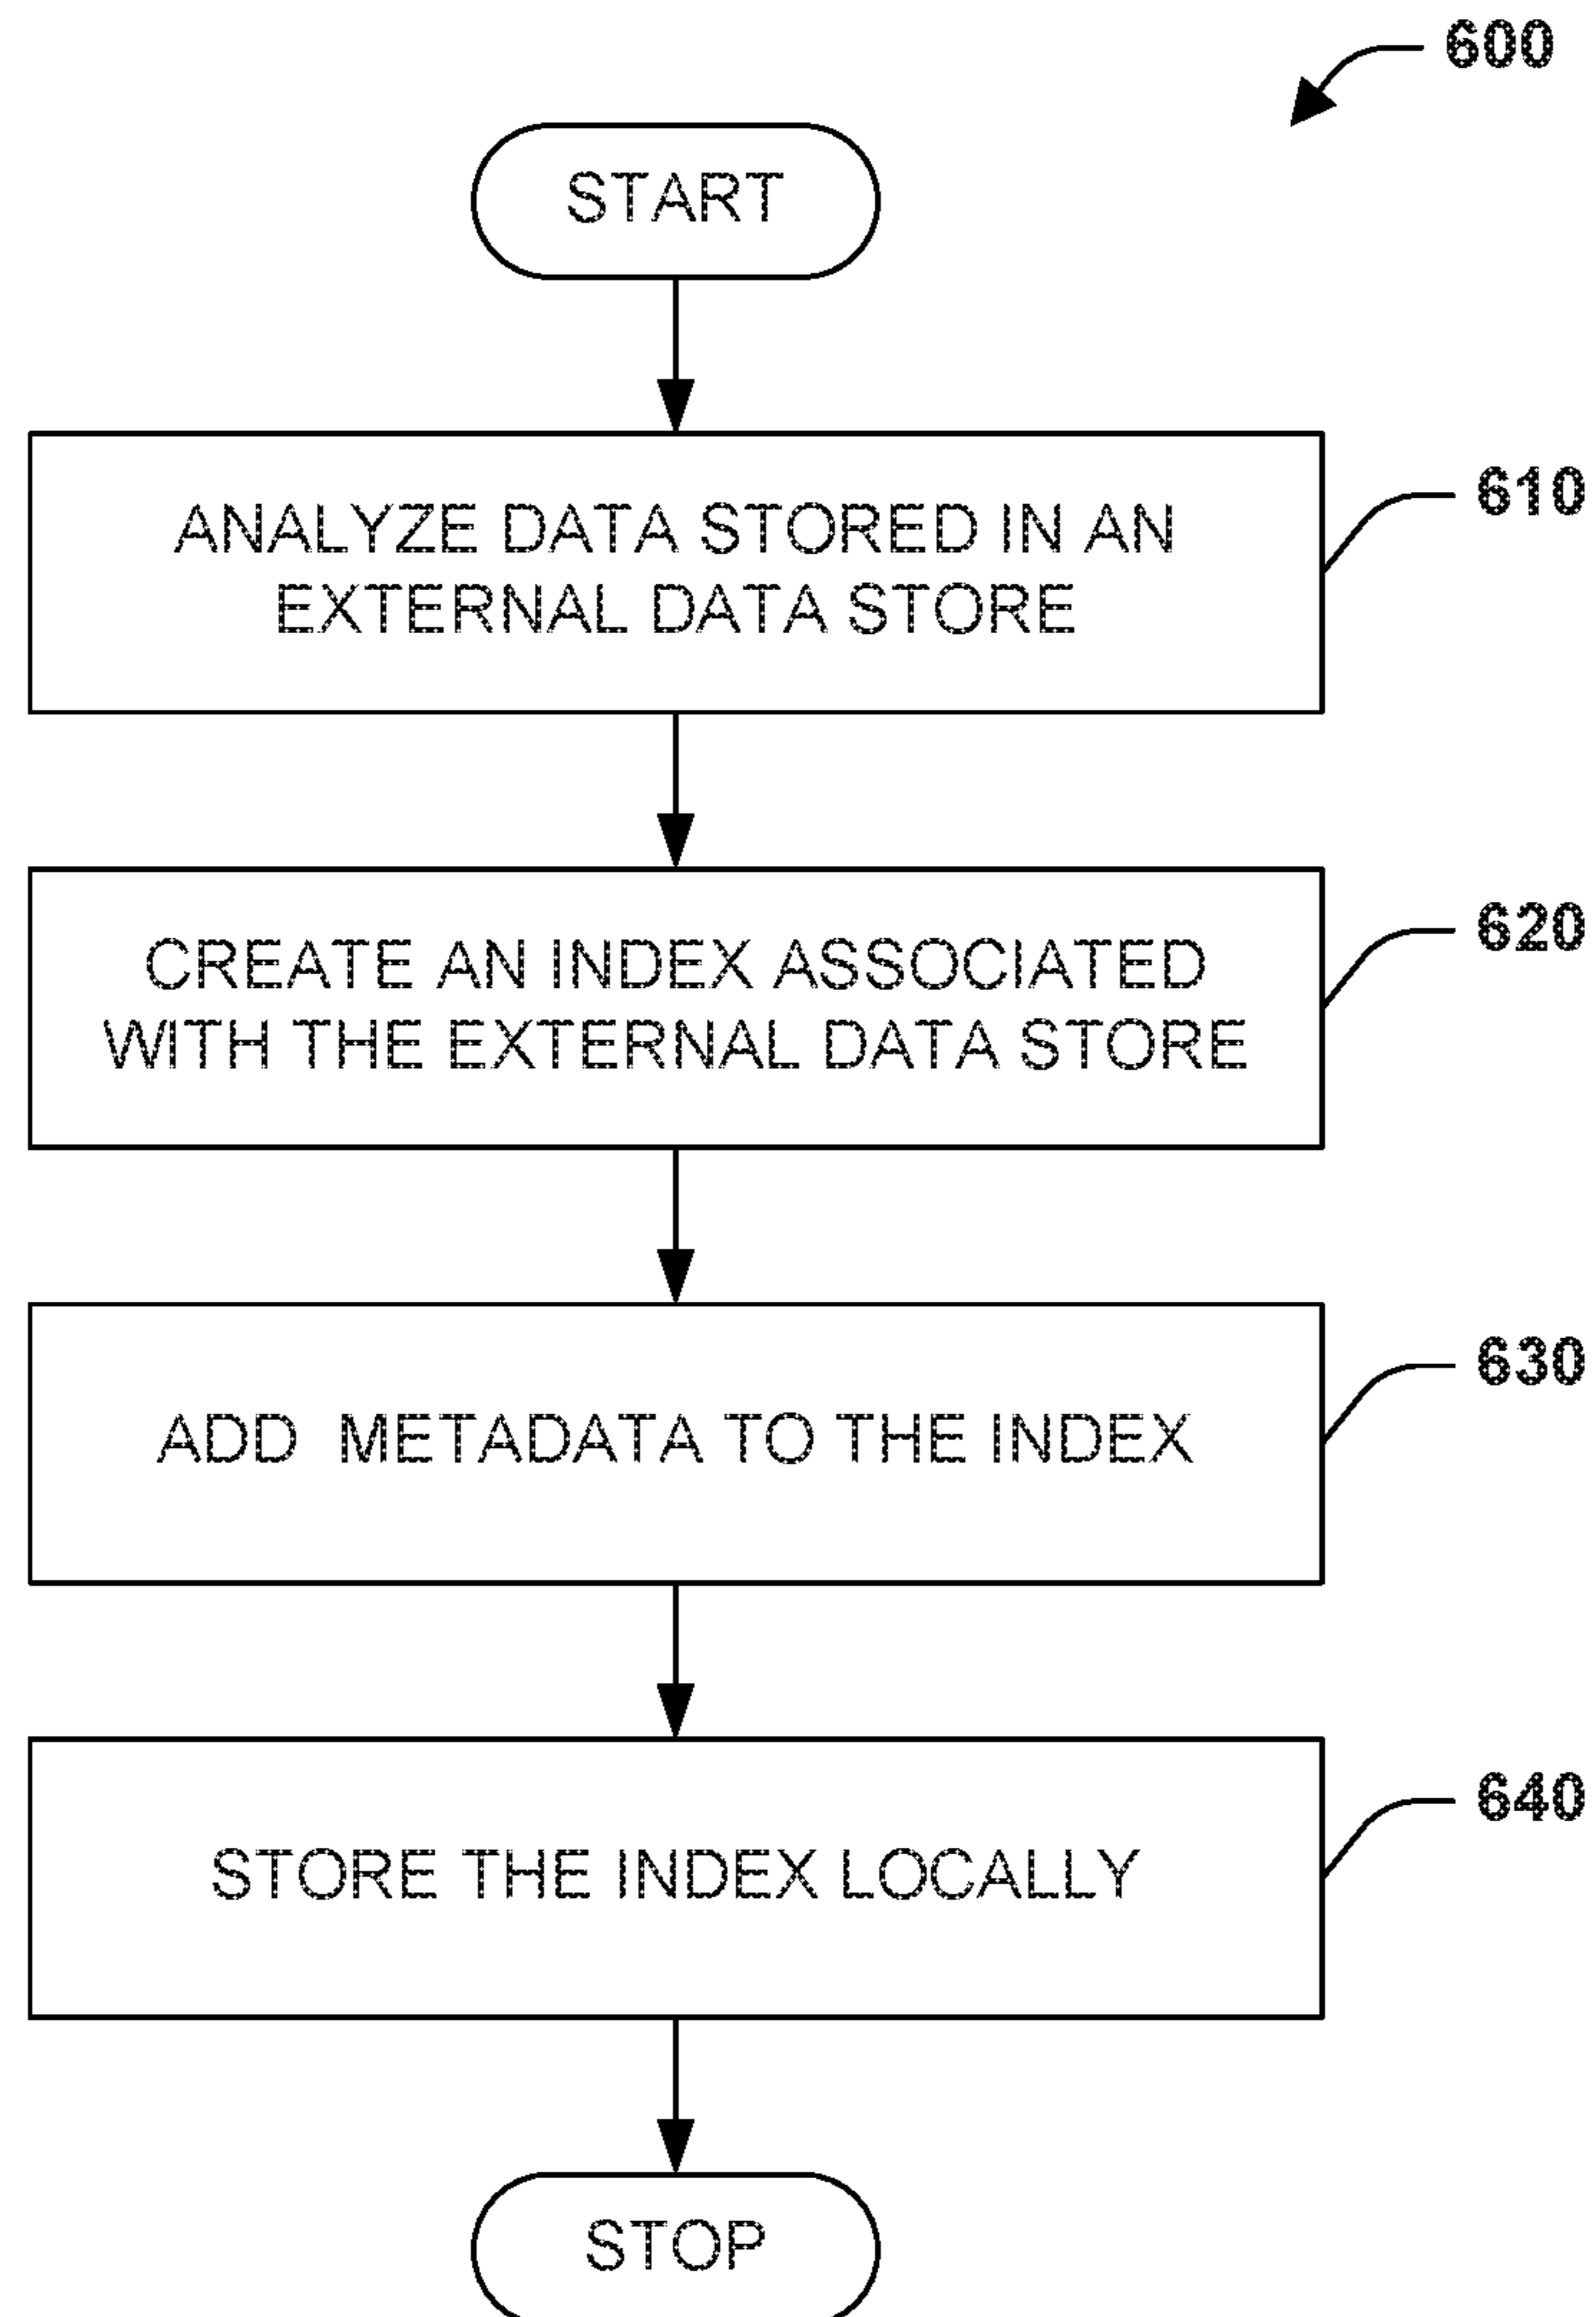 600
START
ANALYZE DATA STORED IN AN
EXTERNAL DATA STORE
610
CREATE AN INDEX ASSOCIATED
WITH THE EXTERNAL DATA STORE
620
ADD METADATA TO THE INDEX
630
STORE THE INDEX LOCALLY
640
STOP